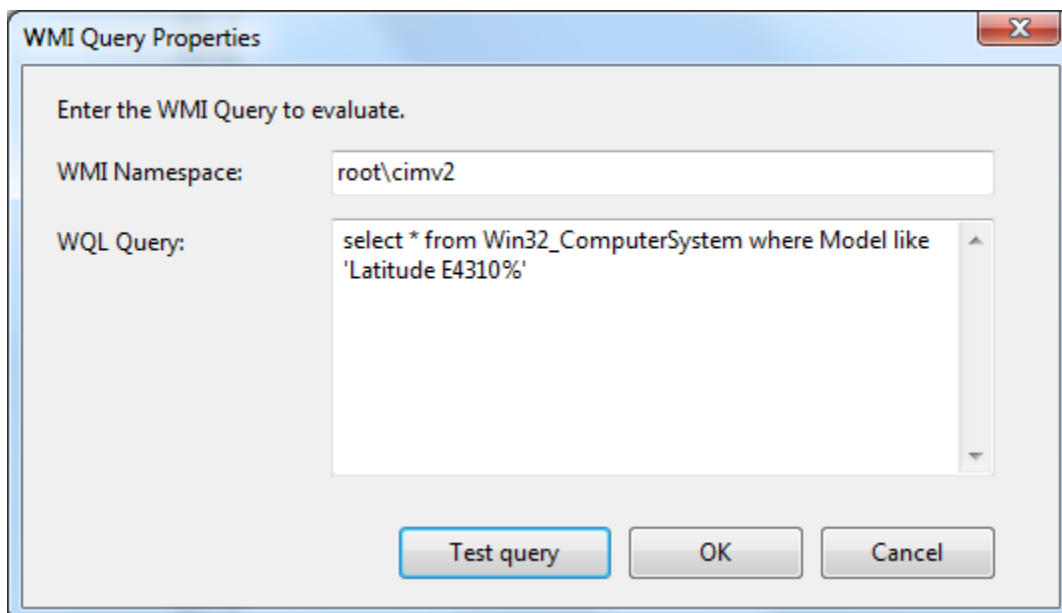 WMI Query Properties
X
Enter the WMI Query to evaluate.
WMI Namespace:
root\cimv2
WQL Query:
select * from Win32_ComputerSystem where Model like
'Latitude E4310%'
Test query
OK
Cancel